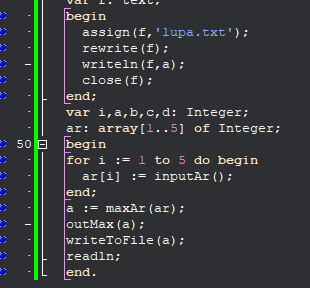 var f: text;
begin
assign(f,'lupa.txt');
rewrite(f);
writeln(f,a);
close(f);
end;
var i,a,b,c,d: Integer;
ar: array[1..5] of Integer;
50 begin
for i := 1 to 5 do begin
ar[i] := inputAr();
end;
a := maxAr(ar);
outMax(a);
writeToFile(a);
readln;
end.